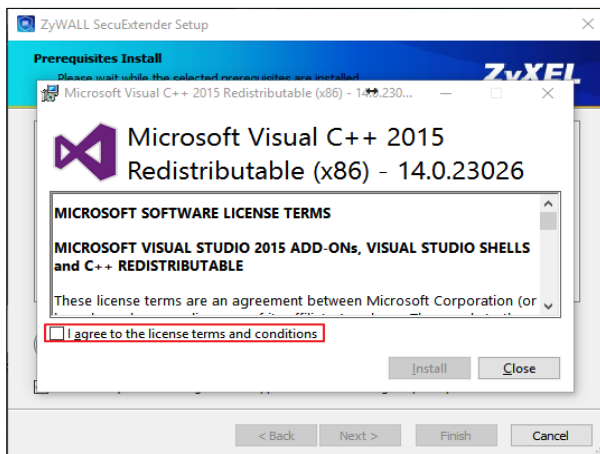 ZyWALL SecuExtender Setup
Prerequisites Install
Please wait while the selected prerequisites are installed
ZyXEL
Microsoft Visual C++ 2015 Redistributable (x86) - 14.0.230...
Microsoft Visual C++ 2015
Redistributable (x86) - 14.0.23026
MICROSOFT SOFTWARE LICENSE TERMS
MICROSOFT VISUAL STUDIO 2015 ADD-ONs, VISUAL STUDIO SHELLS
and C++ REDISTRIBUTABLE
These license terms are an agreement between Microsoft Corporation (or
I agree to the license terms and conditions
Install
Close
< Back
Next >
Finish
Cancel